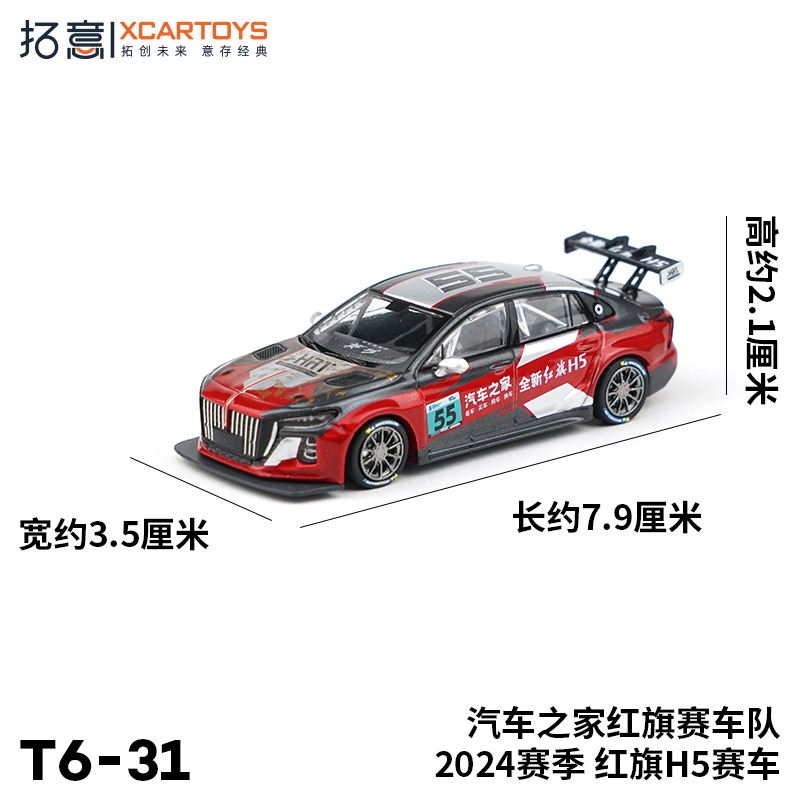 拓意 XCARTOYS
拓创未来 意存经典
高约2.1厘米
55
HRT
55
汽车之家
全新红旗H5
宽约3.5厘米
长约7.9厘米
T6-31
汽车之家红旗赛车队
2024赛季 红旗H5赛车